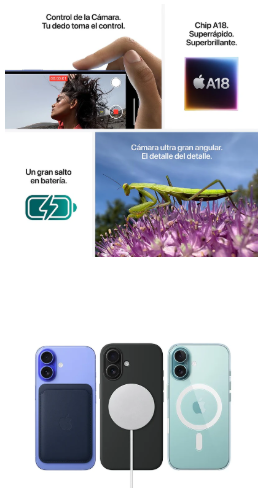 Control de la Cámara.
Tu dedo toma el control.
Chip A18.
Superrápido.
Superbrillante.
A18
Cámara ultra gran angular.
El detalle del detalle.
Un gran salto
en batería.